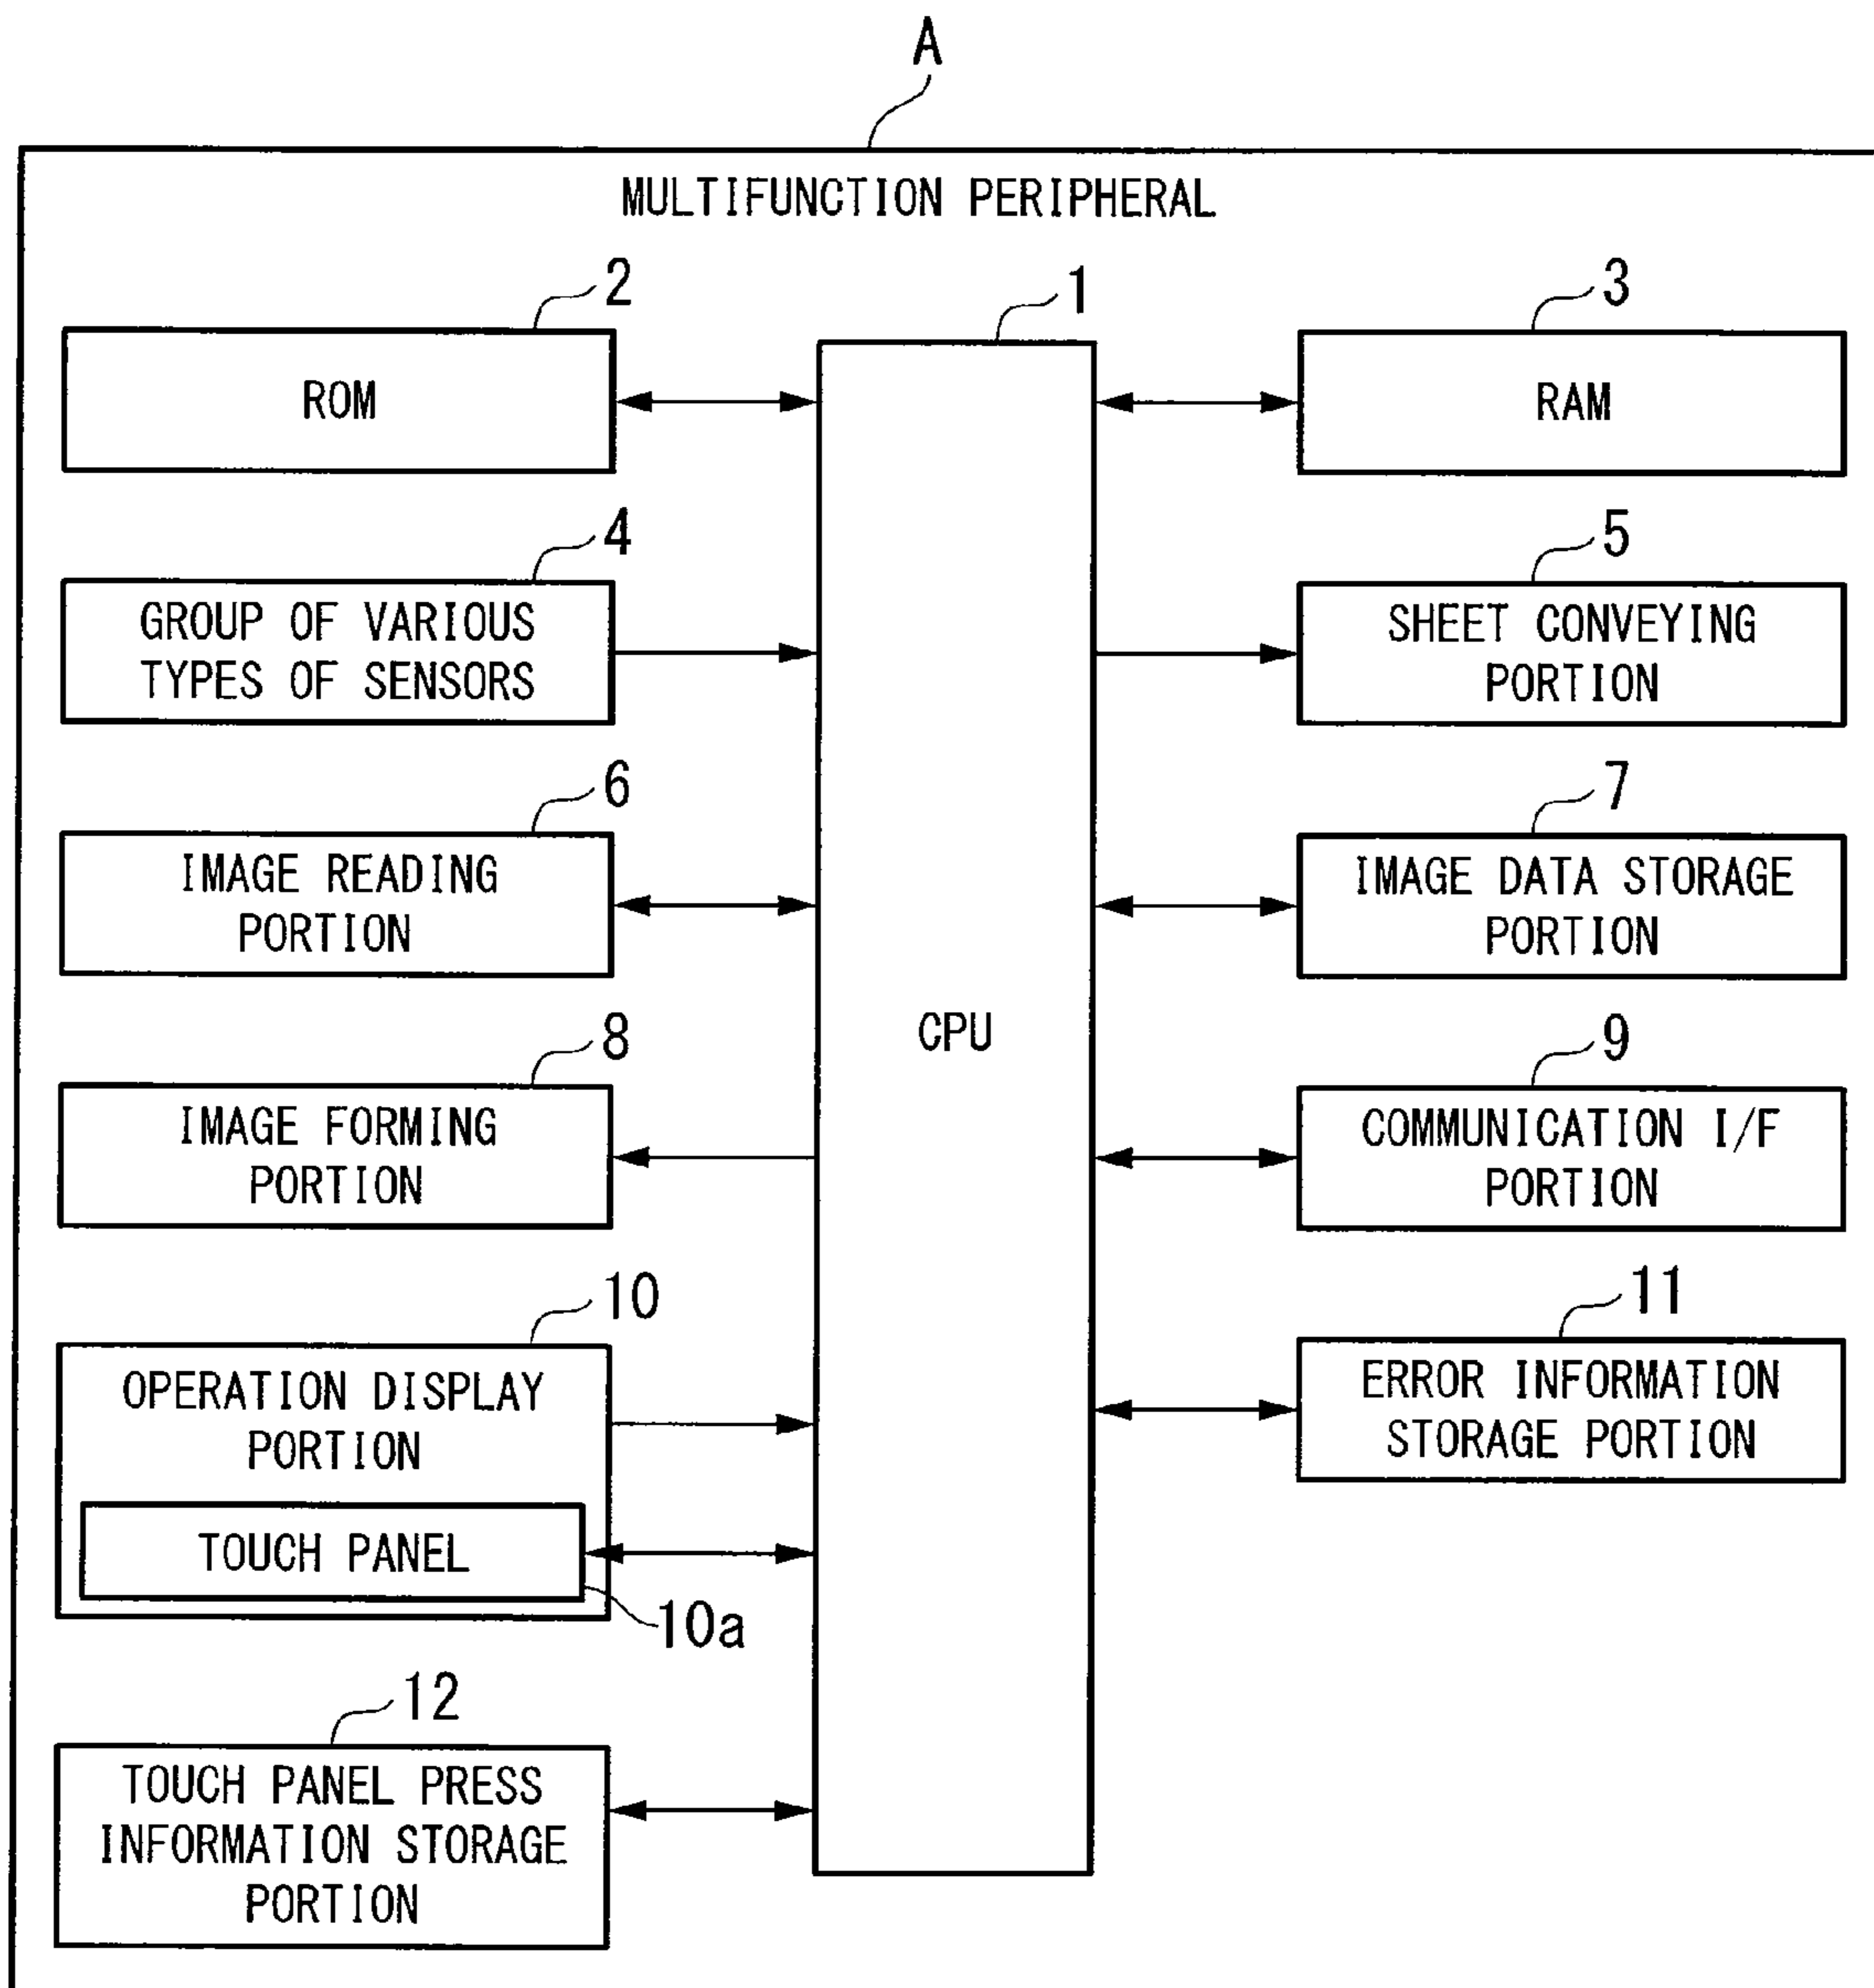 A
MULTIFUNCTION PERIPHERAL
2
1
3
ROM
RAM
4
5
GROUP OF VARIOUS
TYPES OF SENSORS
SHEET CONVEYING
PORTION
6
7
IMAGE READING
PORTION
IMAGE DATA STORAGE
PORTION
CPU
8
9
IMAGE FORMING
PORTION
COMMUNICATION I/F
PORTION
10
11
OPERATION DISPLAY
PORTION
ERROR INFORMATION
STORAGE PORTION
TOUCH PANEL
10a
12
TOUCH PANEL PRESS
INFORMATION STORAGE
PORTION